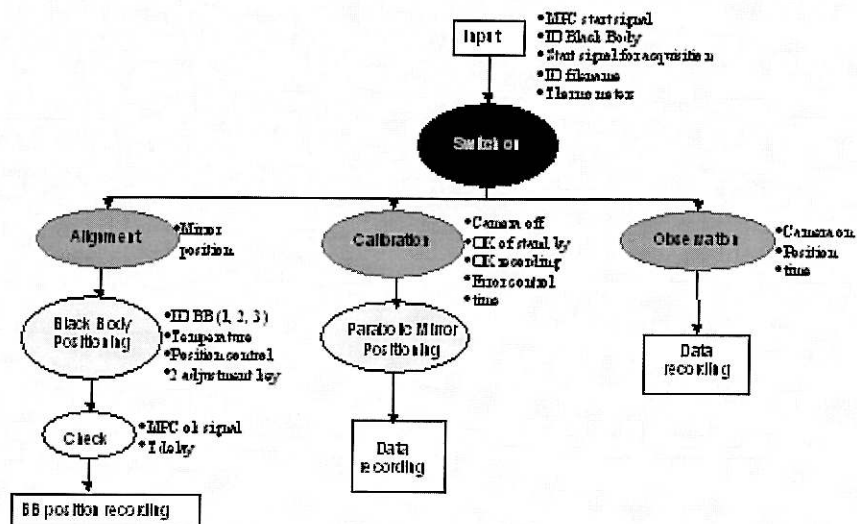 Input
•MPC start signal
•ID Black Body
•Start signal for acquisition
•ID filename
•Thermometer
Switch on
Alignment
•Mirror
position
Calibration
•Camera off
•OK of stand by
•OK recording
•Error control
•time
Observation
•Camera on
•Position
•time
Black Body
Positioning
•ID BB (1, 2, 3)
•Temperature
•Position control
•2 adjustment key
Parabolic Mirror
Positioning
Data
recording
Check
•MPC ok signal
•T delay
Data
recording
BB position recording